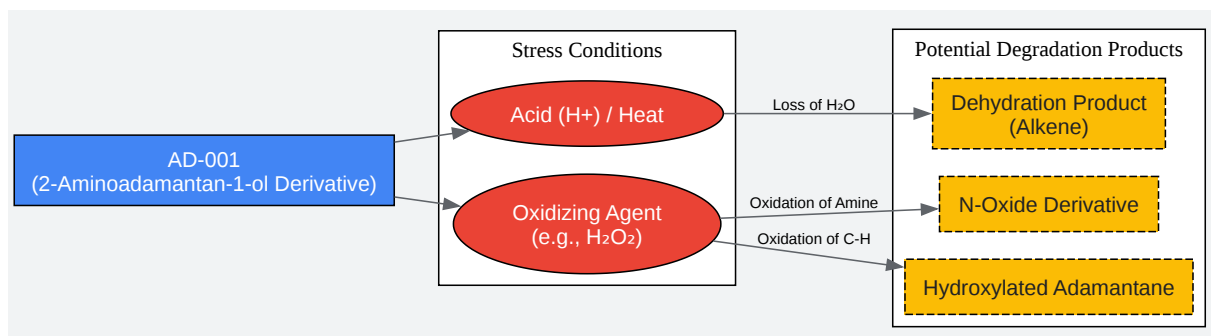 Stress Conditions
Potential Degradation Products
AD-001
(2-Aminoadamantan-1-ol Derivative)
Acid (H+) / Heat
Oxidizing Agent
(e.g., H₂O₂)
Loss of H₂O
Oxidation of Amine
Oxidation of C-H
Dehydration Product
(Alkene)
N-Oxide Derivative
Hydroxylated Adamantane